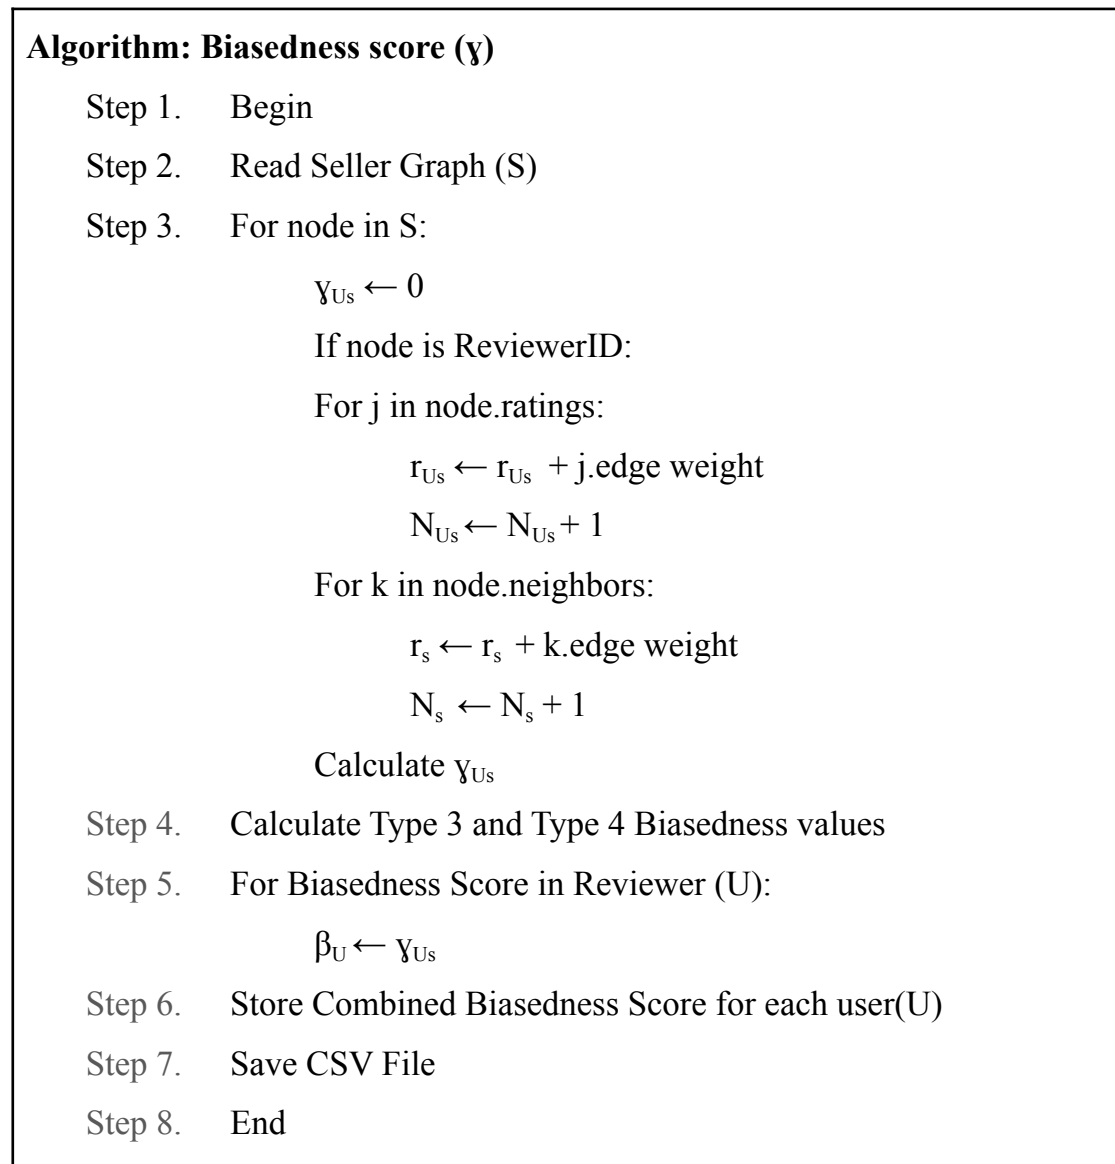 Algorithm: Biasedness score (ɣ)
Step 1. Begin
Step 2. Read Seller Graph (S)
Step 3. For node in S:
ɣUs ← 0
If node is ReviewerID:
For j in node.ratings:
rUs ← rUs + j.edge weight
NUs ← NUs + 1
For k in node.neighbors:
rs ← rs + k.edge weight
Ns ← Ns + 1
Calculate ɣUs
Step 4. Calculate Type 3 and Type 4 Biasedness values
Step 5. For Biasedness Score in Reviewer (U):
βU ← ɣUs
Step 6. Store Combined Biasedness Score for each user(U)
Step 7. Save CSV File
Step 8. End